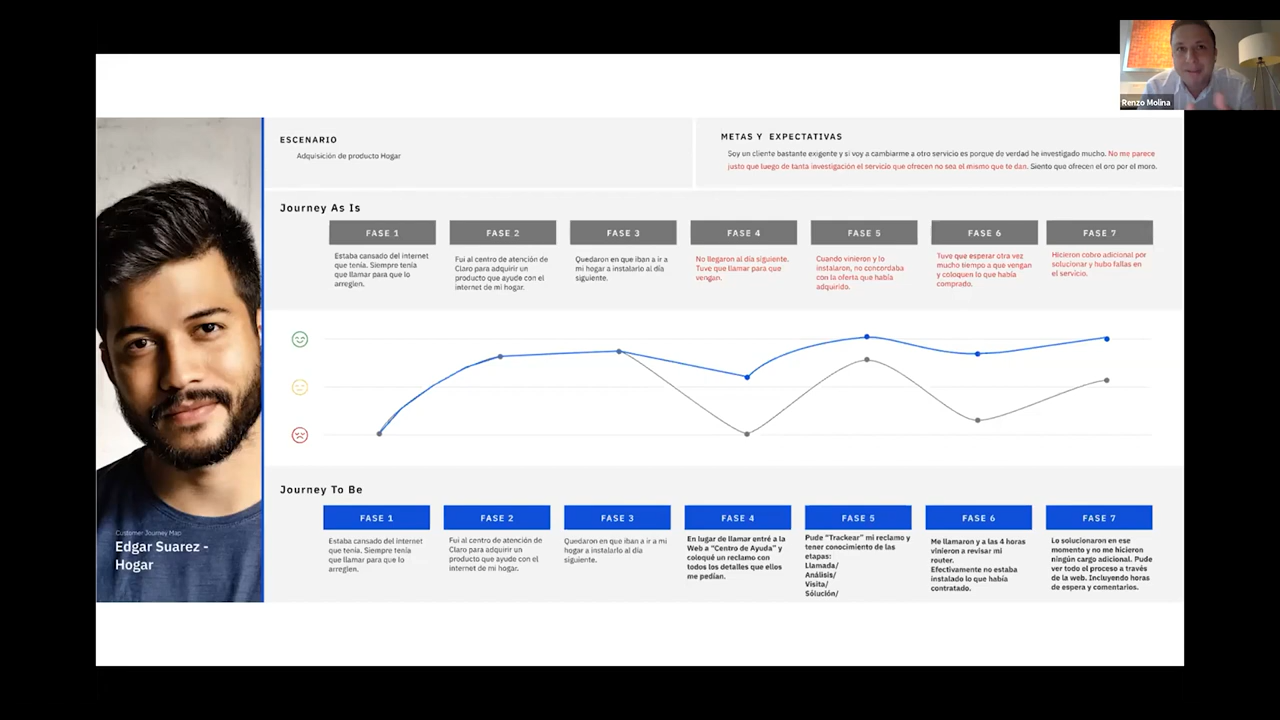 Renzo Molina
ESCENARIO
Adquisición de producto Hogar
METAS Y EXPECTATIVAS
Soy un cliente bastante exigente y si voy a cambiarme a otro servicio es porque de verdad he investigado mucho. No me parece
justo que luego de tanta investigación el servicio que ofrecen no sea el mismo que te dan. Siento que ofrecen el oro por el moro.
Journey As Is
FASE 1
Estaba cansado del internet
que tenía. Siempre tenía
que llamar para que lo
arreglen.
FASE 2
Fui al centro de atención de
Claro para adquirir un
producto que ayude con el
internet de mi hogar.
FASE 3
Quedaron en que iban a ir a
mi hogar a instalarlo al día
siguiente.
FASE 4
No llegaron al día siguiente.
Tuve que llamar para que
vengan.
FASE 5
Cuando vinieron y lo
instalaron, no concordaba
con la oferta que había
adquirido.
FASE 6
Tuve que esperar otra vez
mucho tiempo a que vengan
y coloquen lo que había
comprado.
FASE 7
Hicieron cobro adicional por
solucionar y hubo fallas en
el servicio.
Customer Journey Map
Edgar Suarez -
Hogar
Journey To Be
FASE 1
Estaba cansado del internet
que tenía. Siempre tenía
que llamar para que lo
arreglen.
FASE 2
Fui al centro de atención de
Claro para adquirir un
producto que ayude con el
internet de mi hogar.
FASE 3
Quedaron en que iban a ir a mi
hogar a instalarlo al día
siguiente.
FASE 4
En lugar de llamar entré a la
Web a "Centro de Ayuda" y
coloqué un reclamo con
todos los detalles que ellos
me pedían.
FASE 5
Pude "Trackear" mi reclamo y
tener conocimiento de las
etapas:
Llamada/
Análisis/
Visita/
Sólución/
FASE 6
Me llamaron y a las 4 horas
vinieron a revisar mi
router.
Efectivamente no estaba
instalado lo que había
contratado.
FASE 7
Lo solucionaron en ese
momento y no me hicieron
ningún cargo adicional. Pude
ver todo el proceso a través
de la web. Incluyendo horas
de espera y comentarios.